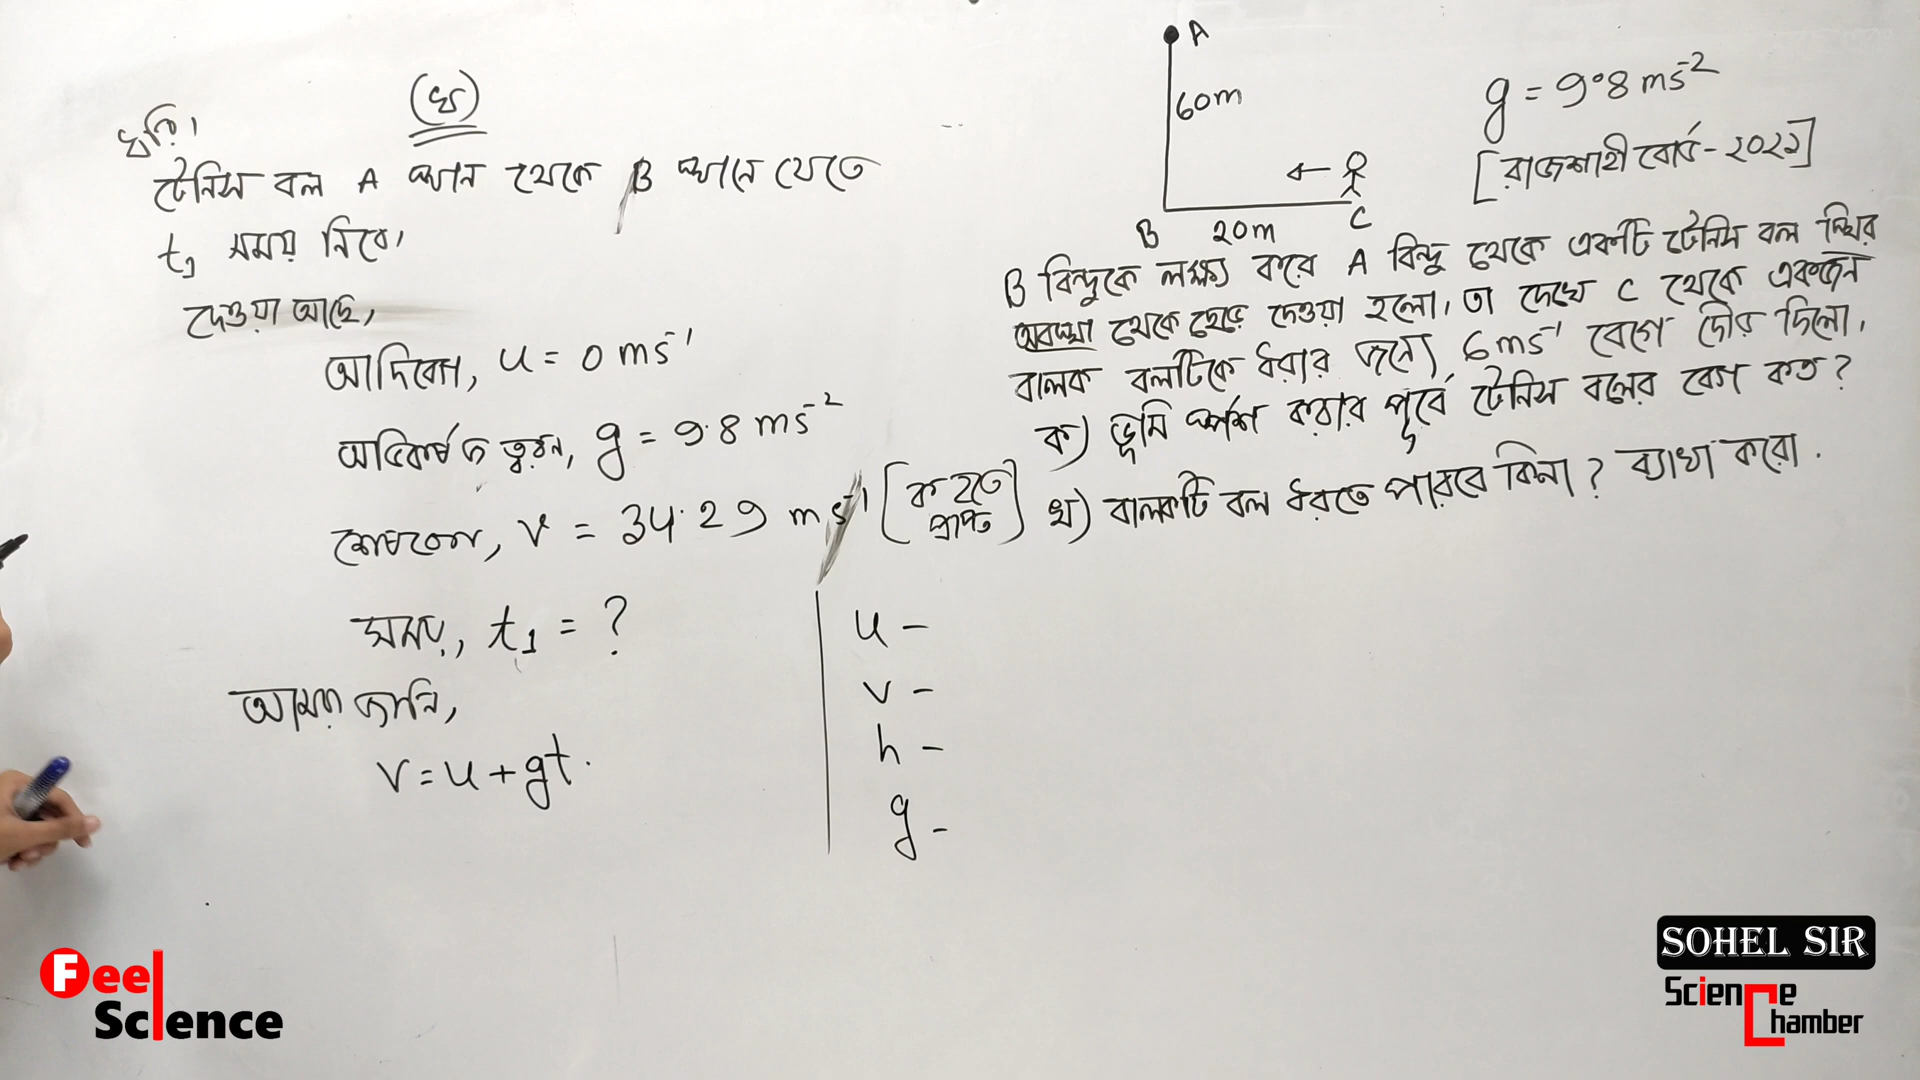 (খ)
ধরি,
টেনিস বল A স্থান থেকে B স্থানে যেতে
t₁ সময় নিবে,
দেওয়া আছে,
আদিবেগ, u = 0 ms⁻¹
অভিকর্ষজ ত্বরণ, g = 9.8 ms⁻²
শেষবেগ, v = 34.29 ms⁻¹ [ক হতে প্রাপ্ত]
সময়, t₁ = ?
আমরা জানি,
v = u + gt.
u -
v -
h -
g -
A
60m
B
20m
C
g = 9.8 ms⁻²
[রাজশাহী বোর্ড - ২০২১]
B বিন্দুকে লক্ষ্য করে A বিন্দু থেকে একটি টেনিস বল স্থির
অবস্থা থেকে ছেড়ে দেওয়া হলো, তা দেখে C থেকে একজন
বালক বলটিকে ধরার জন্যে 6 ms⁻¹ বেগে দৌর দিলো,
ক) ভূমি স্পর্শ করার পূর্বে টেনিস বলের বেগ কত?
খ) বালকটি বল ধরতে পারবে কিনা? ব্যাখা করো.
Feel
Science
SOHEL SIR
Science
Chamber